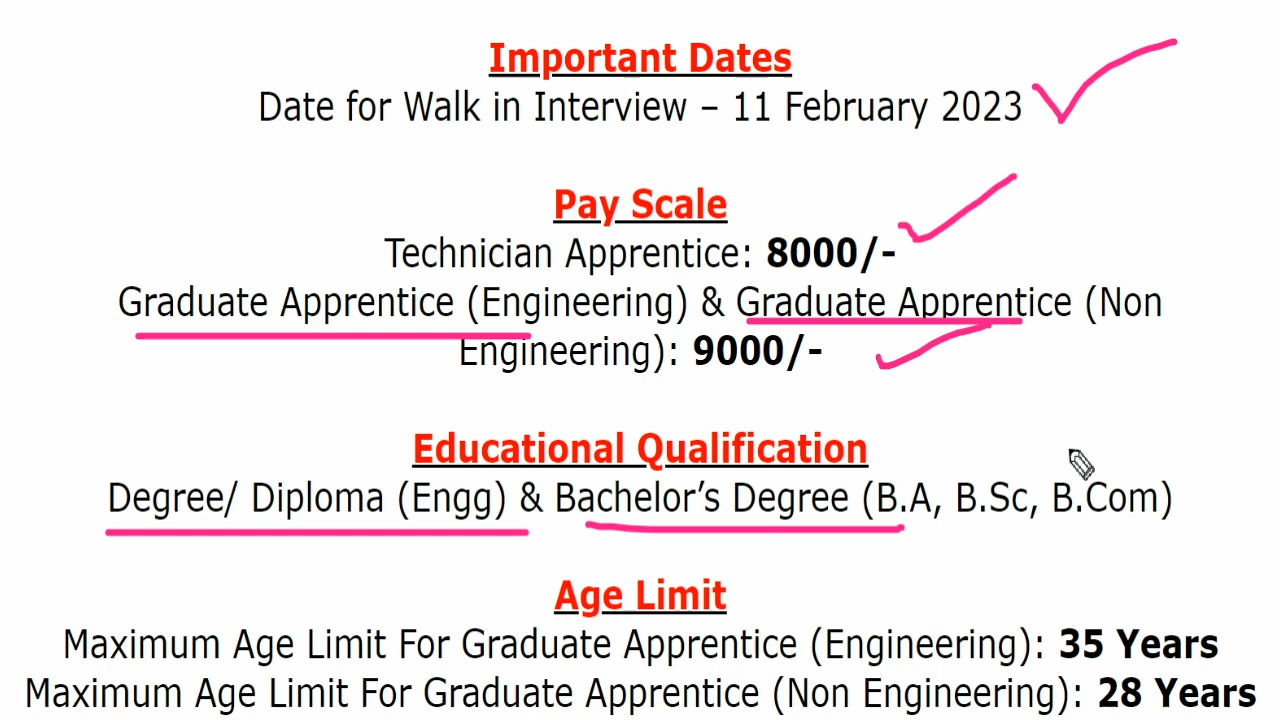 Important Dates
Date for Walk in Interview – 11 February 2023
Pay Scale
Technician Apprentice: 8000/-
Graduate Apprentice (Engineering) & Graduate Apprentice (Non
Engineering): 9000/-
Educational Qualification
Degree/ Diploma (Engg) & Bachelor’s Degree (B.A, B.Sc, B.Com)
Age Limit
Maximum Age Limit For Graduate Apprentice (Engineering): 35 Years
Maximum Age Limit For Graduate Apprentice (Non Engineering): 28 Years